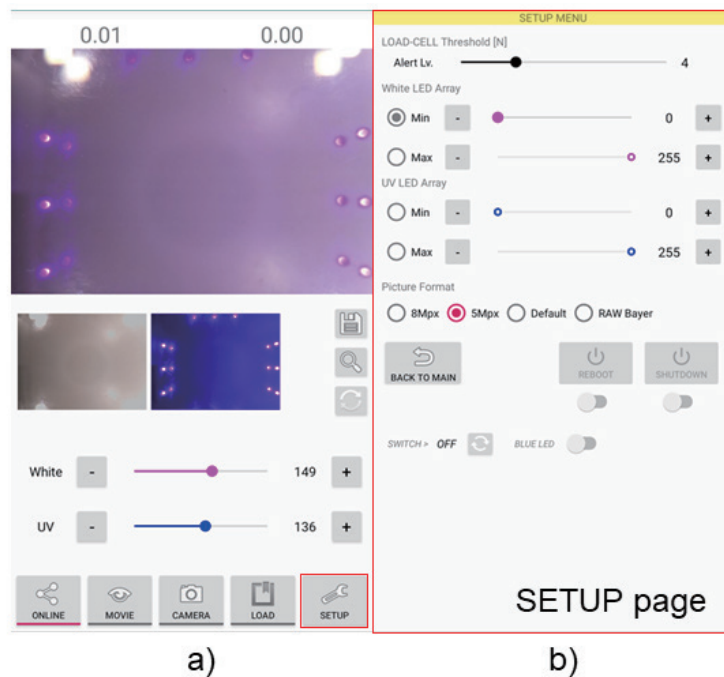 0.01 0.00
White - 149 +
UV - 136 +
ONLINE MOVIE CAMERA LOAD SETUP
a)
SETUP MENU
LOAD-CELL Threshold [N]
Alert Lv. 4
White LED Array
Min - 0 +
Max - 255 +
UV LED Array
Min - 0 +
Max - 255 +
Picture Format
8Mpx 5Mpx Default RAW Bayer
BACK TO MAIN REBOOT SHUTDOWN
SWITCH > OFF BLUE LED
SETUP page
b)